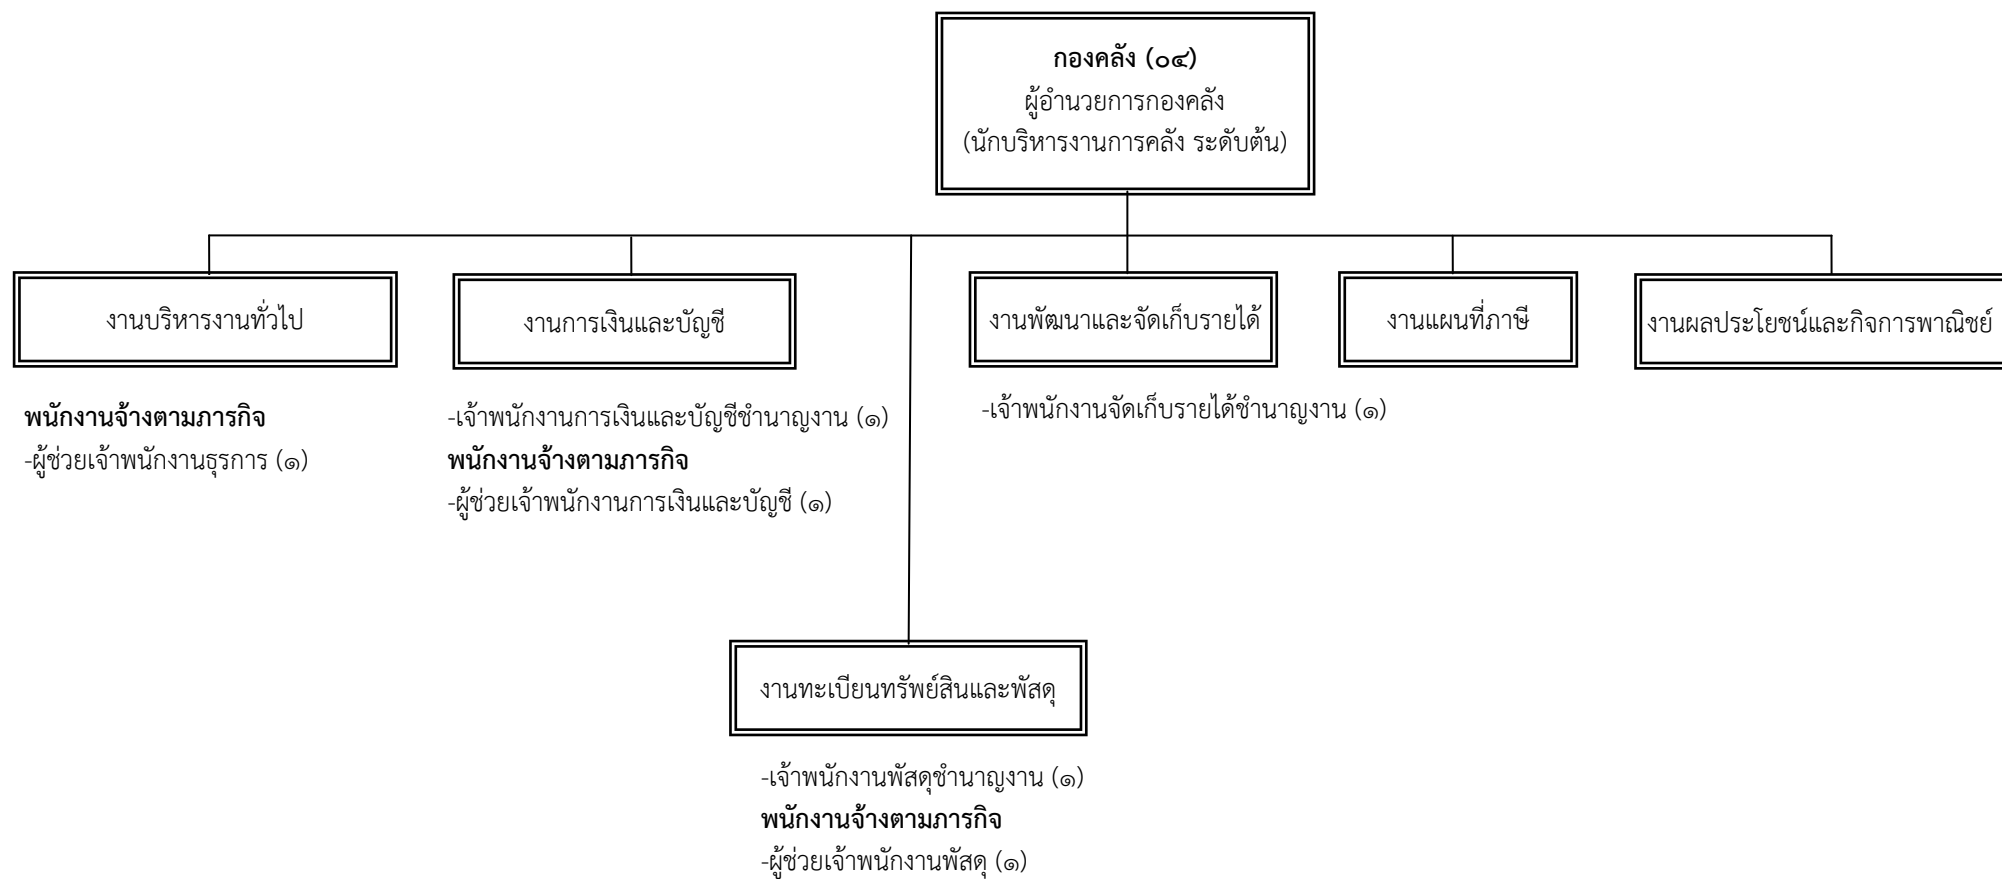 กองคลัง (๐๔)
ผู้อำนวยการกองคลัง
(นักบริหารงานการคลัง ระดับต้น)
งานบริหารงานทั่วไป
งานการเงินและบัญชี
งานพัฒนาและจัดเก็บรายได้
งานแผนที่ภาษี
งานผลประโยชน์และกิจการพาณิชย์
พนักงานจ้างตามภารกิจ
-ผู้ช่วยเจ้าพนักงานธุรการ (๑)
-เจ้าพนักงานการเงินและบัญชีชำนาญงาน (๑)
พนักงานจ้างตามภารกิจ
-ผู้ช่วยเจ้าพนักงานการเงินและบัญชี (๑)
-เจ้าพนักงานจัดเก็บรายได้ชำนาญงาน (๑)
งานทะเบียนทรัพย์สินและพัสดุ
-เจ้าพนักงานพัสดุชำนาญงาน (๑)
พนักงานจ้างตามภารกิจ
-ผู้ช่วยเจ้าพนักงานพัสดุ (๑)